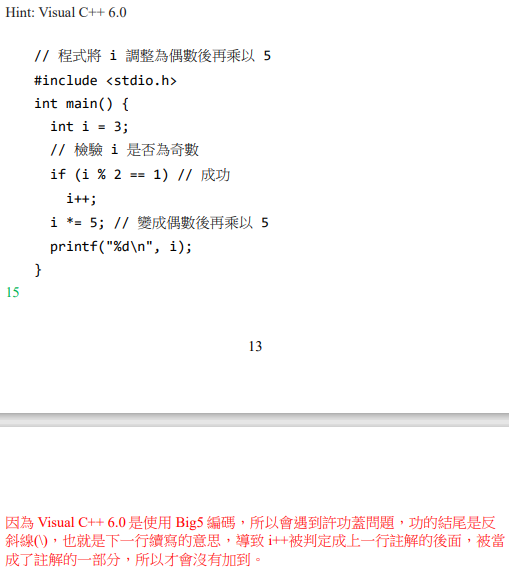 Hint: Visual C++ 6.0
// 程式將 i 調整為偶數後再乘以 5
#include <stdio.h>
int main() {
  int i = 3;
  // 檢驗 i 是否為奇數
  if (i % 2 == 1) // 成功
    i++;
  i *= 5; // 變成偶數後再乘以 5
  printf("%d\n", i);
}
15
13
因為 Visual C++ 6.0 是使用 Big5 編碼，所以會遇到許功蓋問題，功的結尾是反
斜線(\)，也就是下一行續寫的意思，導致 i++被判定成上一行註解的後面，被當
成了註解的一部分，所以才會沒有加到。